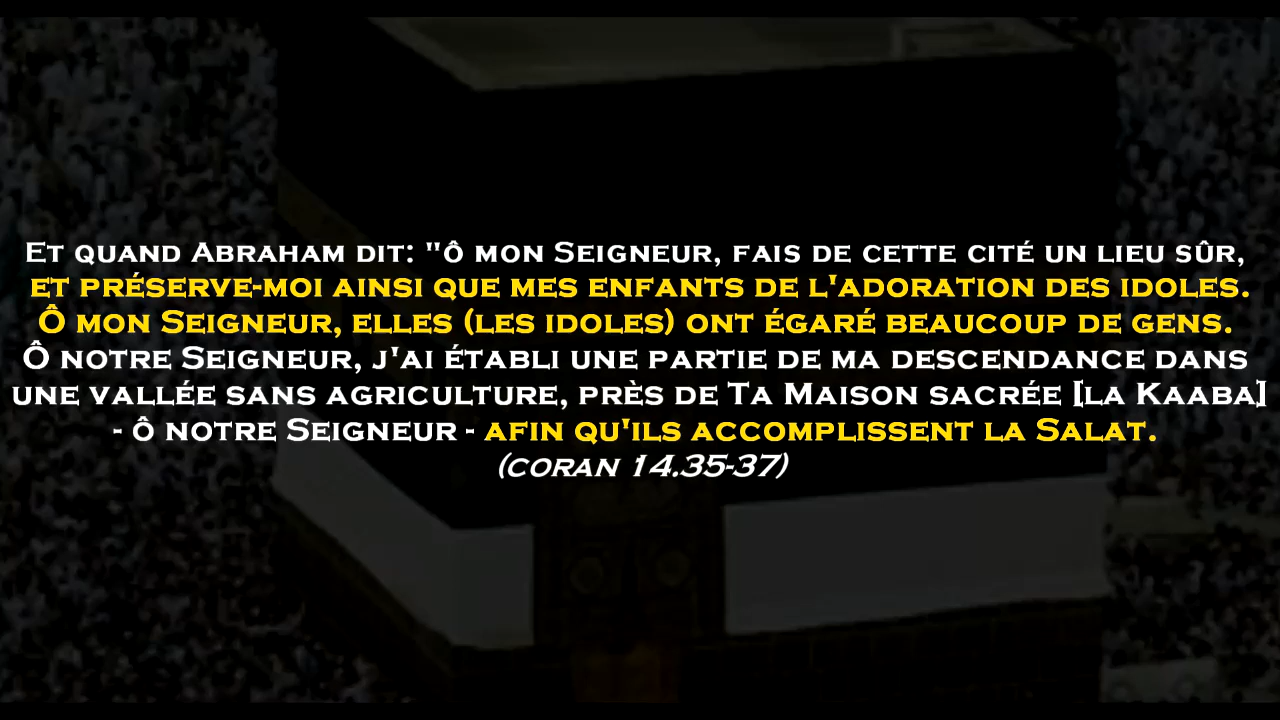 Et quand Abraham dit: "ô mon Seigneur, fais de cette cité un lieu sûr,
et préserve-moi ainsi que mes enfants de l'adoration des idoles.
Ô mon Seigneur, elles (les idoles) ont égaré beaucoup de gens.
Ô notre Seigneur, j'ai établi une partie de ma descendance dans
une vallée sans agriculture, près de Ta Maison sacrée [la Kaaba]
- ô notre Seigneur - afin qu'ils accomplissent la Salat.
(coran 14.35-37)